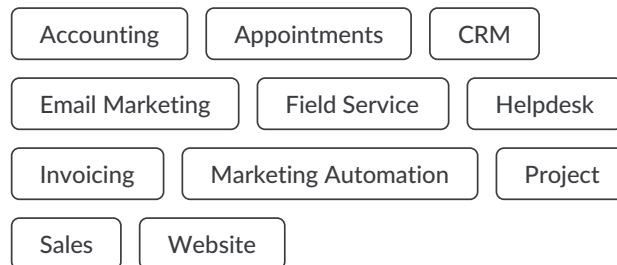 Accounting Appointments CRM
Email Marketing Field Service Helpdesk
Invoicing Marketing Automation Project
Sales Website